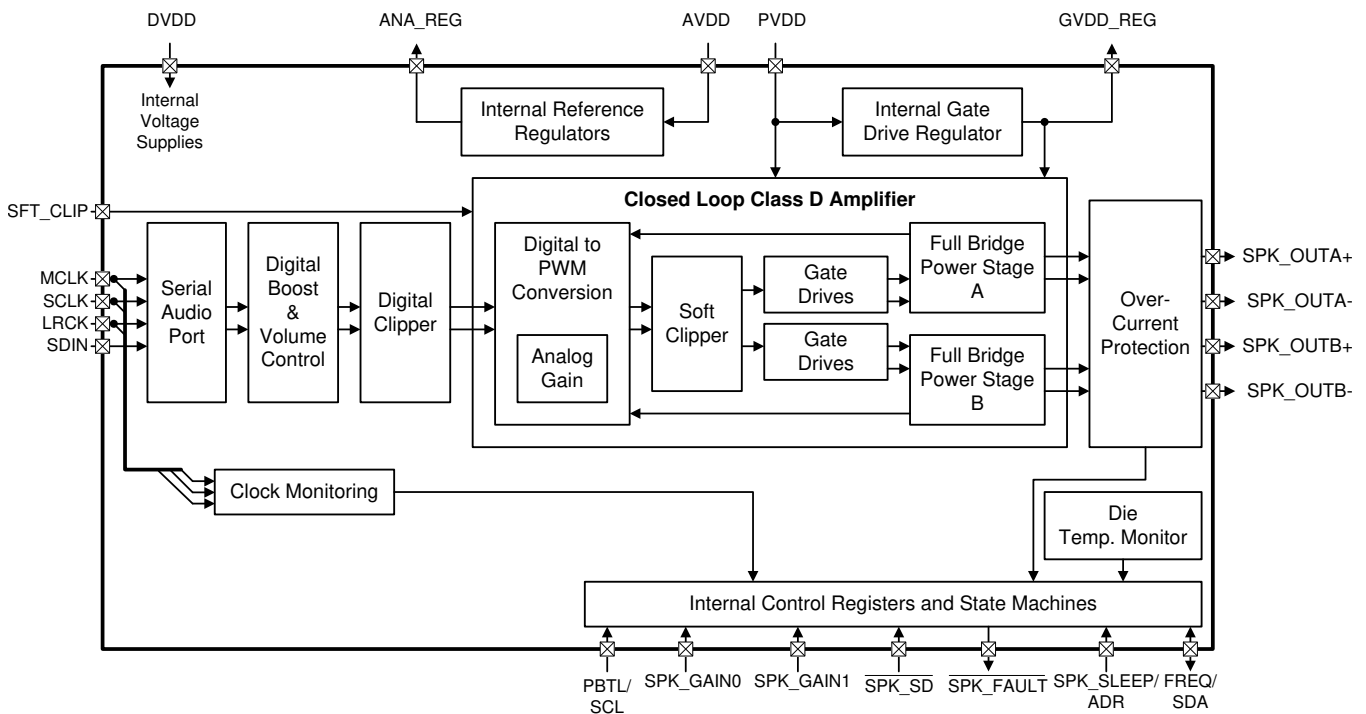 DVDD
ANA_REG
AVDD
PVDD
GVDD_REG
Internal
Voltage
Supplies
Internal Reference
Regulators
Internal Gate
Drive Regulator
Closed Loop Class D Amplifier
SFT_CLIP
MCLK
SCLK
LRCK
SDIN
Serial
Audio
Port
Digital
Boost
&
Volume
Control
Digital
Clipper
Digital to
PWM
Conversion
Analog
Gain
Soft
Clipper
Gate
Drives
Gate
Drives
Full Bridge
Power Stage
A
Full Bridge
Power Stage
B
Over-
Current
Protection
SPK_OUTA+
SPK_OUTA-
SPK_OUTB+
SPK_OUTB-
Clock Monitoring
Die
Temp. Monitor
Internal Control Registers and State Machines
PBTL/
SCL
SPK_GAIN0
SPK_GAIN1
SPK_SD
SPK_FAULT
SPK_SLEEP/
ADR
FREQ/
SDA